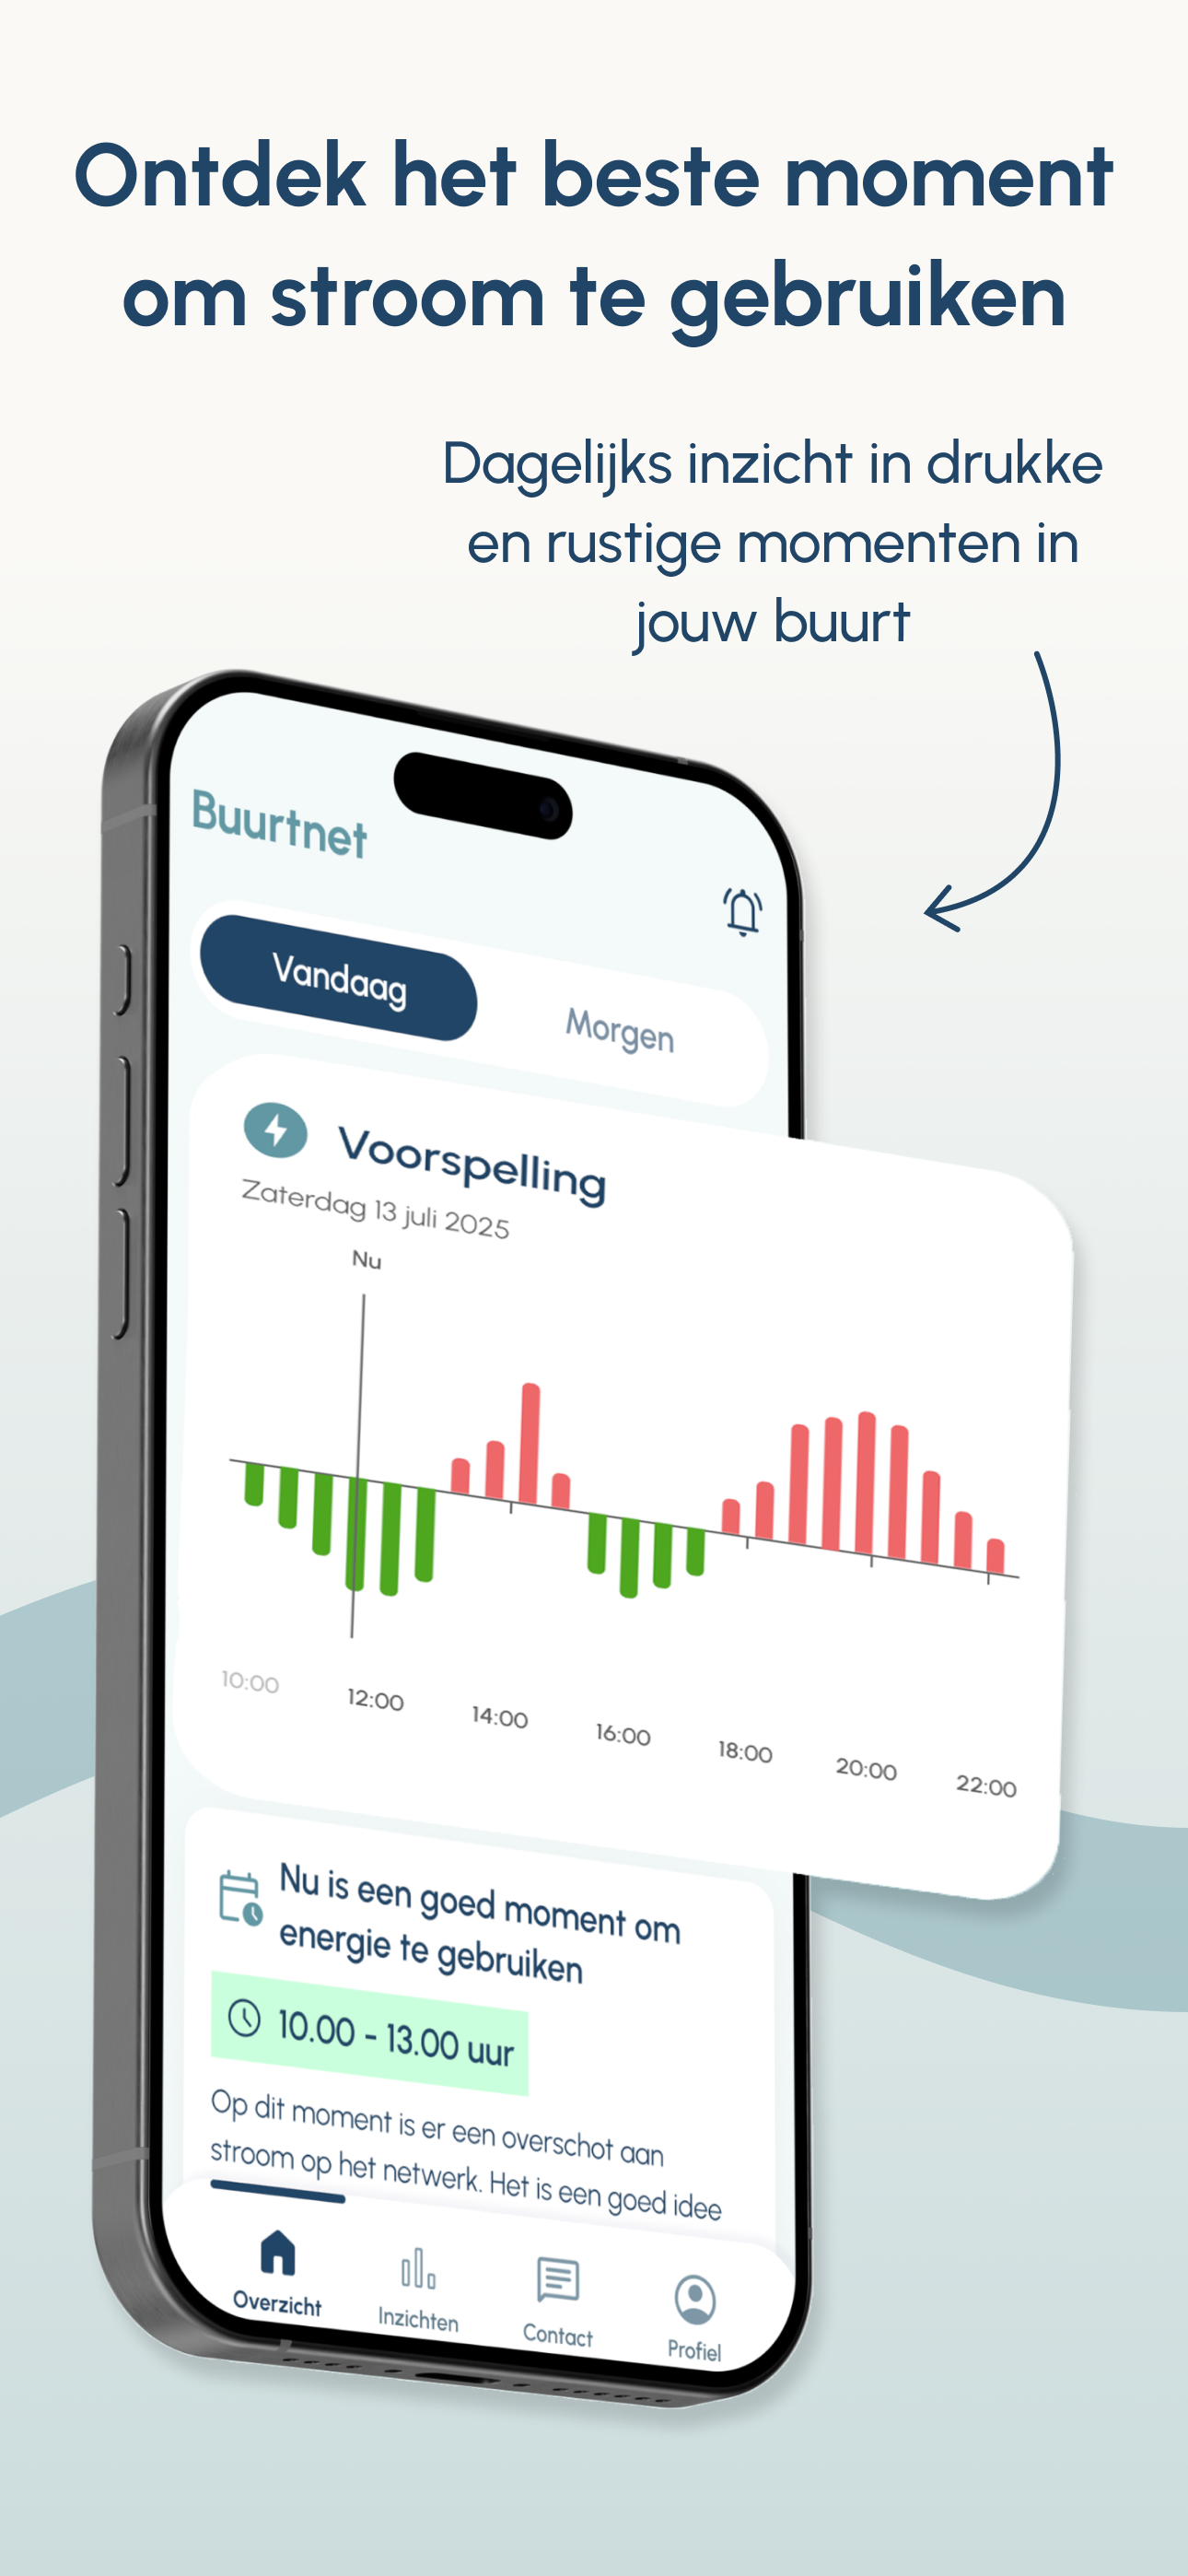 Ontdek het beste moment
om stroom te gebruiken
Dagelijks inzicht in drukke
en rustige momenten in
jouw buurt
Buurtnet
Vandaag
Morgen
Voorspelling
Zaterdag 13 juli 2025
Nu
10:00
12:00
14:00
16:00
18:00
20:00
22:00
Nu is een goed moment om
energie te gebruiken
10.00 - 13.00 uur
Op dit moment is er een overschot aan
stroom op het netwerk. Het is een goed idee
Overzicht
Inzichten
Contact
Profiel